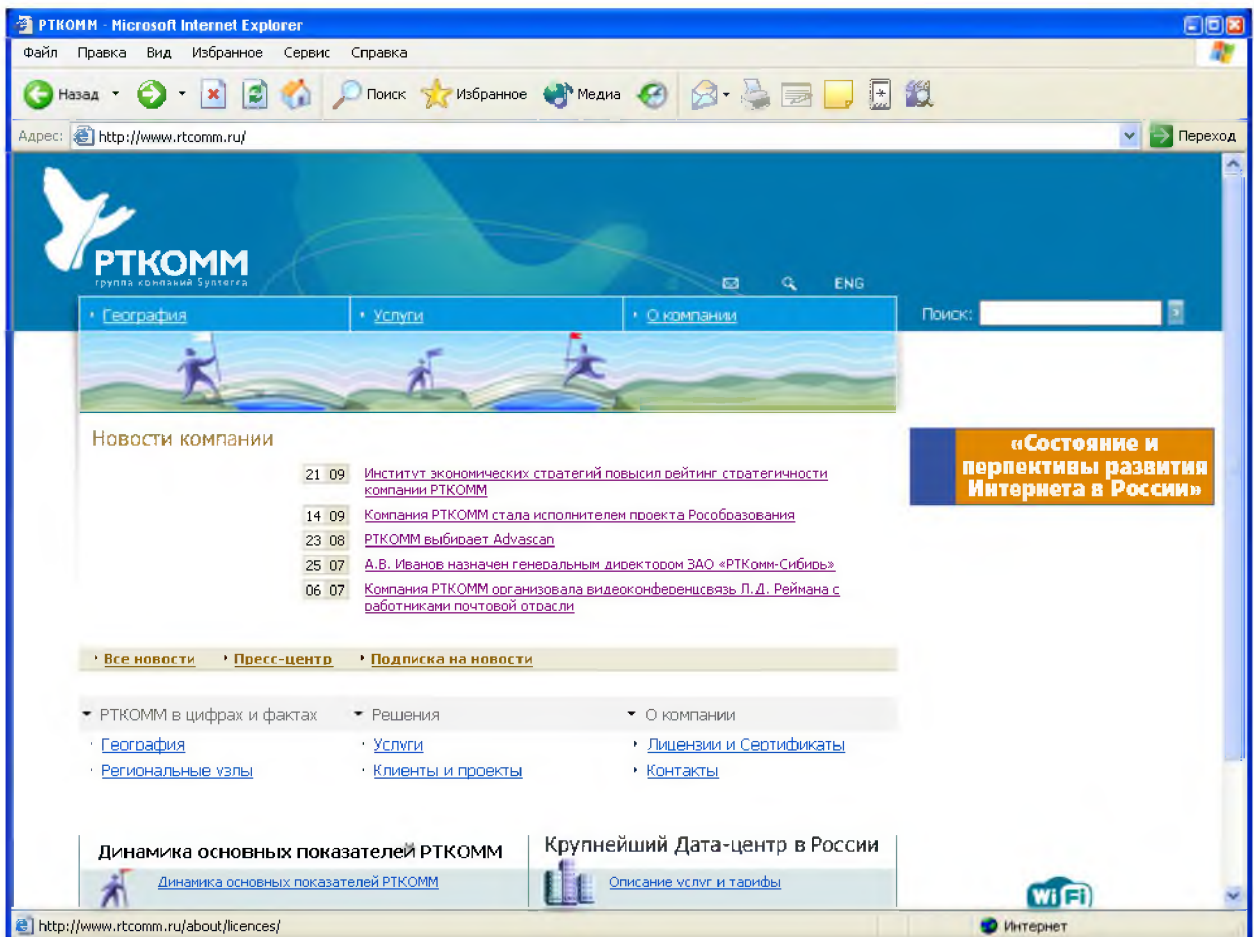 РТКОММ - Microsoft Internet Explorer
Файл Правка Вид Избранное Сервис Справка
Назад Поиск Избранное Медиа
Адрес: http://www.rtcomm.ru/ Переход
РТКОММ
группа компаний Synterra
ENG
География Услуги О компании Поиск:
Новости компании
«Состояние и
перпективы развития
Интернета в России»
21 09 Институт экономических стратегий повысил рейтинг стратегичности
компании РТКОММ
14 09 Компания РТКОММ стала исполнителем проекта Рособразования
23 08 РТКОММ выбирает Advascan
25 07 А.В. Иванов назначен генеральным директором ЗАО «РТКомм-Сибирь»
06 07 Компания РТКОММ организовала видеоконференцсвязь Л.Д. Реймана с
работниками почтовой отрасли
Все новости Пресс-центр Подписка на новости
РТКОММ в цифрах и фактах Решения О компании
География Услуги Лицензии и Сертификаты
Региональные узлы Клиенты и проекты Контакты
Динамика основных показателей РТКОММ Крупнейший Дата-центр в России
Динамика основных показателей РТКОММ Описание услуг и тарифы
Wi Fi
http://www.rtcomm.ru/about/licences/ Интернет